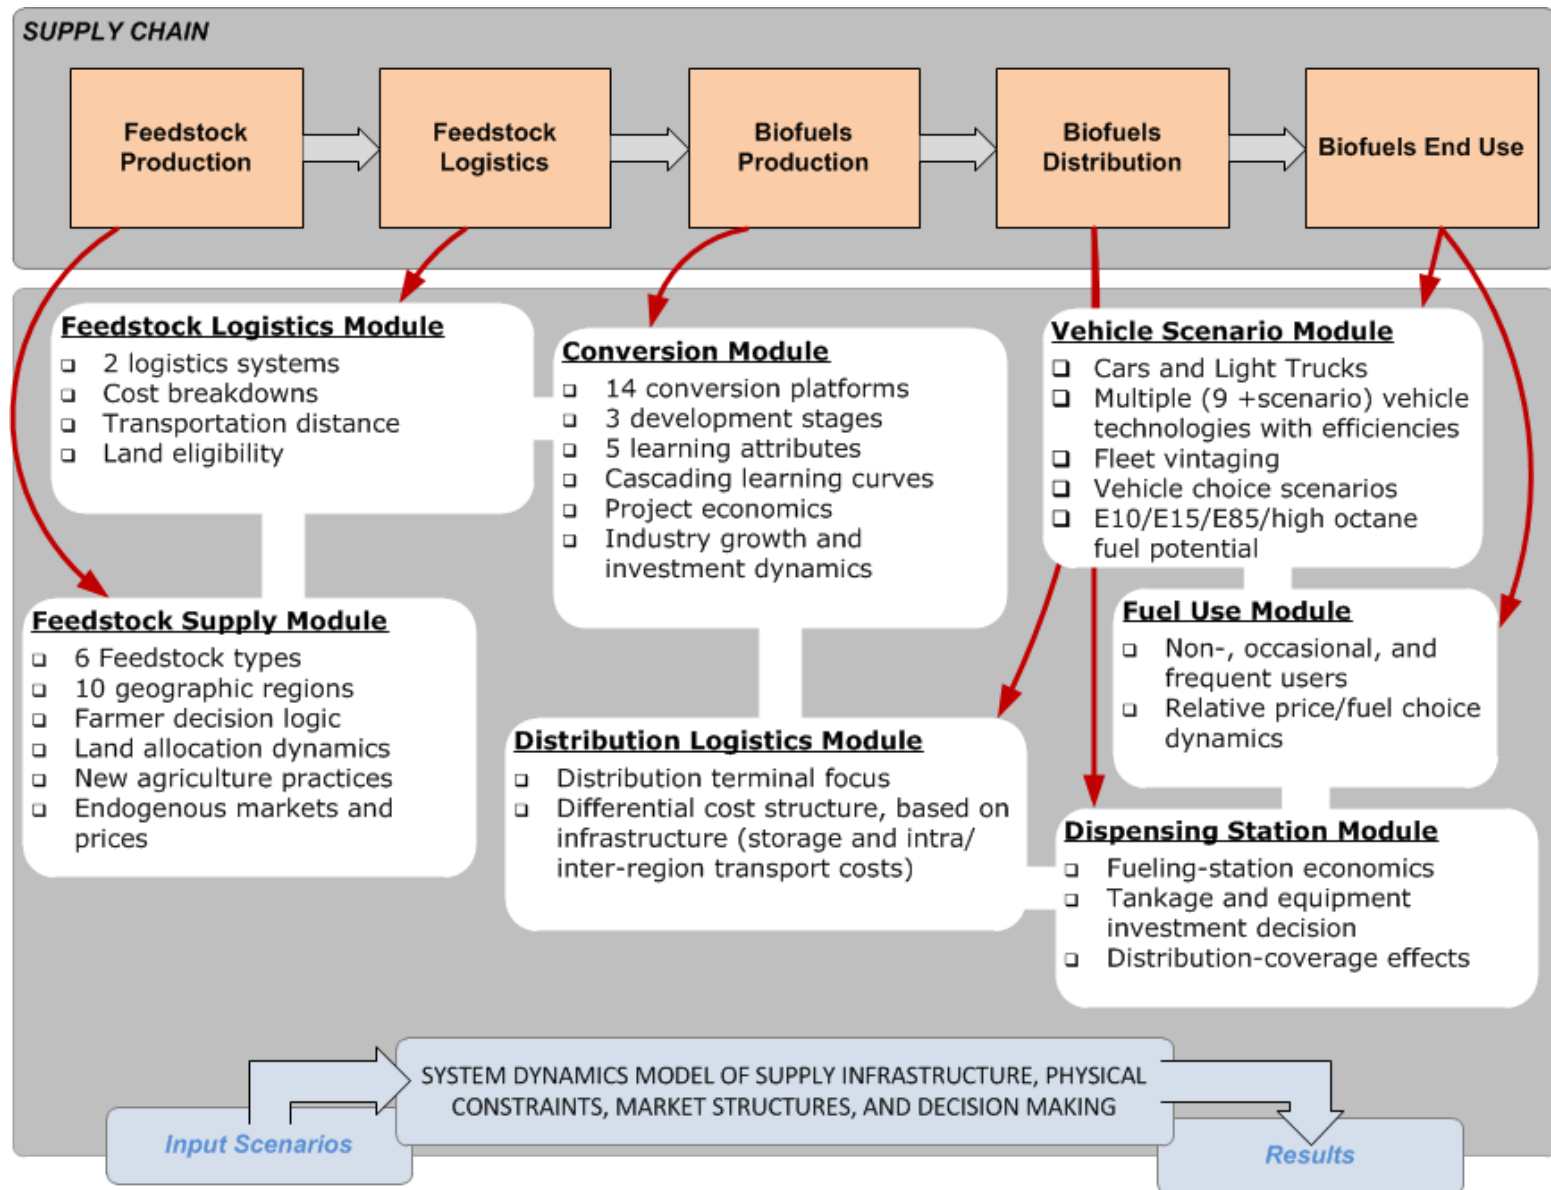 SUPPLY CHAIN
Feedstock
Production
Feedstock
Logistics
Biofuels
Production
Biofuels
Distribution
Biofuels End Use
Feedstock Logistics Module
2 logistics systems
Cost breakdowns
Transportation distance
Land eligibility
Conversion Module
14 conversion platforms
3 development stages
5 learning attributes
Cascading learning curves
Project economics
Industry growth and
investment dynamics
Vehicle Scenario Module
Cars and Light Trucks
Multiple (9 +scenario) vehicle
technologies with efficiencies
Fleet vintaging
Vehicle choice scenarios
E10/E15/E85/high octane
fuel potential
Feedstock Supply Module
6 Feedstock types
10 geographic regions
Farmer decision logic
Land allocation dynamics
New agriculture practices
Endogenous markets and
prices
Fuel Use Module
Non-, occasional, and
frequent users
Relative price/fuel choice
dynamics
Distribution Logistics Module
Distribution terminal focus
Differential cost structure, based on
infrastructure (storage and intra/
inter-region transport costs)
Dispensing Station Module
Fueling-station economics
Tankage and equipment
investment decision
Distribution-coverage effects
SYSTEM DYNAMICS MODEL OF SUPPLY INFRASTRUCTURE, PHYSICAL
CONSTRAINTS, MARKET STRUCTURES, AND DECISION MAKING
Input Scenarios
Results